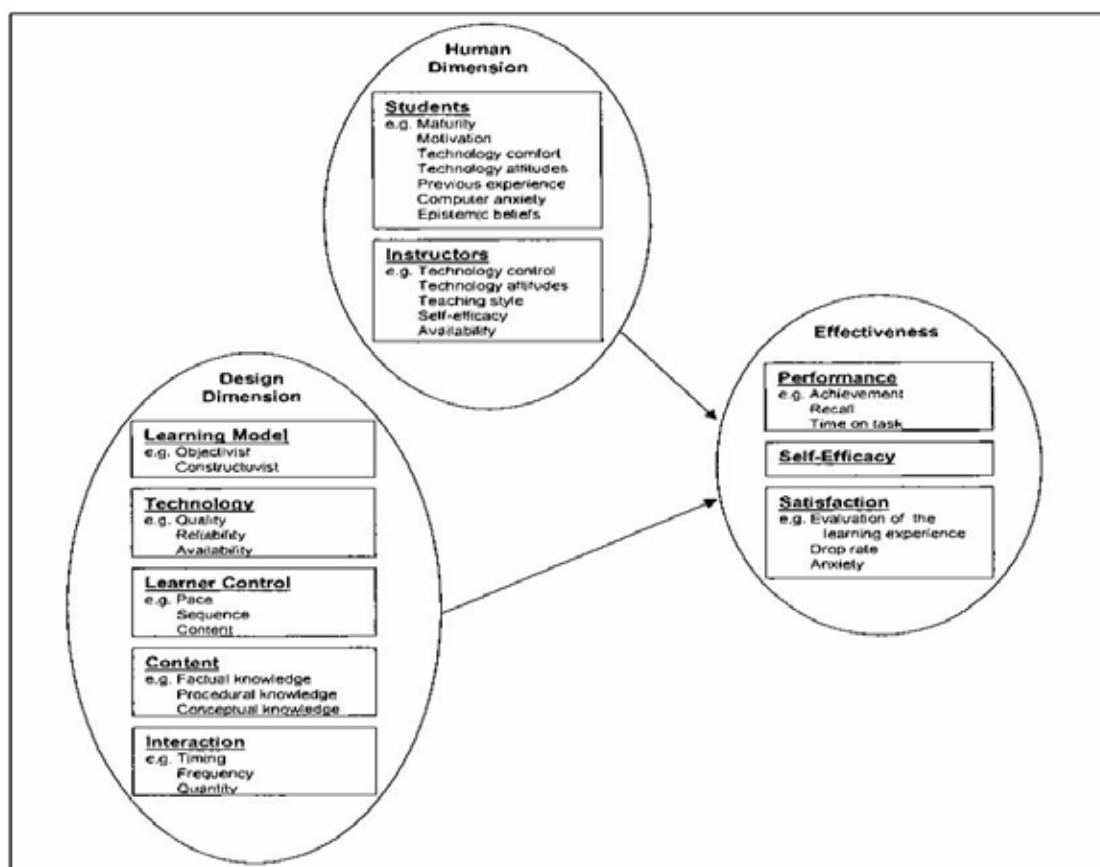 Human
Dimension
Students
e.g. Maturity
Motivation
Technology comfort
Technology attitudes
Previous experience
Computer anxiety
Epistemic beliefs
Instructors
e.g. Technology control
Technology attitudes
Teaching style
Self-efficacy
Availability
Design
Dimension
Learning Model
e.g. Objectivist
Constructuvist
Technology
e.g. Quality
Reliability
Availability
Learner Control
e.g. Pace
Sequence
Content
Content
e.g. Factual knowledge
Procedural knowledge
Conceptual knowledge
Interaction
e.g. Timing
Frequency
Quantity
Effectiveness
Performance
e.g. Achievement
Recall
Time on task
Self-Efficacy
Satisfaction
e.g. Evaluation of the
learning experience
Drop rate
Anxiety